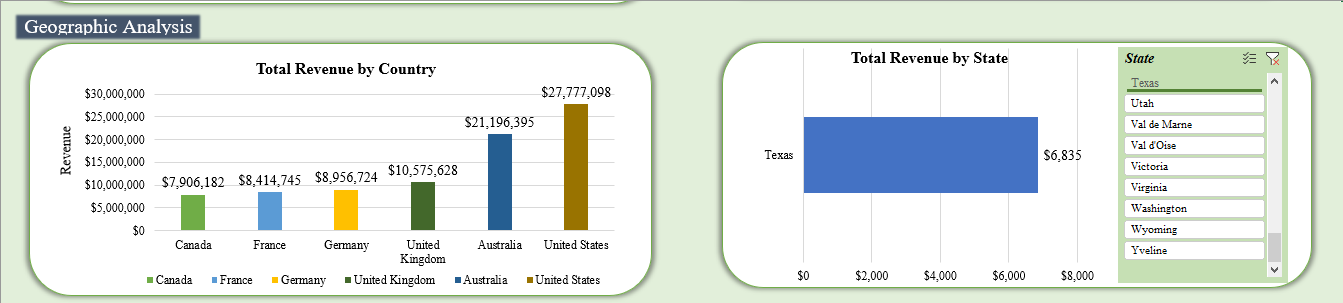 Geographic Analysis
Total Revenue by Country
Revenue
$30,000,000
$25,000,000
$20,000,000
$15,000,000
$10,000,000
$5,000,000
$0
$7,906,182
$8,414,745
$8,956,724
$10,575,628
$21,196,395
$27,777,098
Canada
France
Germany
United
Kingdom
Australia
United States
Canada France Germany United Kingdom Australia United States
Total Revenue by State
Texas
$6,835
$0 $2,000 $4,000 $6,000 $8,000
State
Texas
Utah
Val de Marne
Val d'Oise
Victoria
Virginia
Washington
Wyoming
Yveline